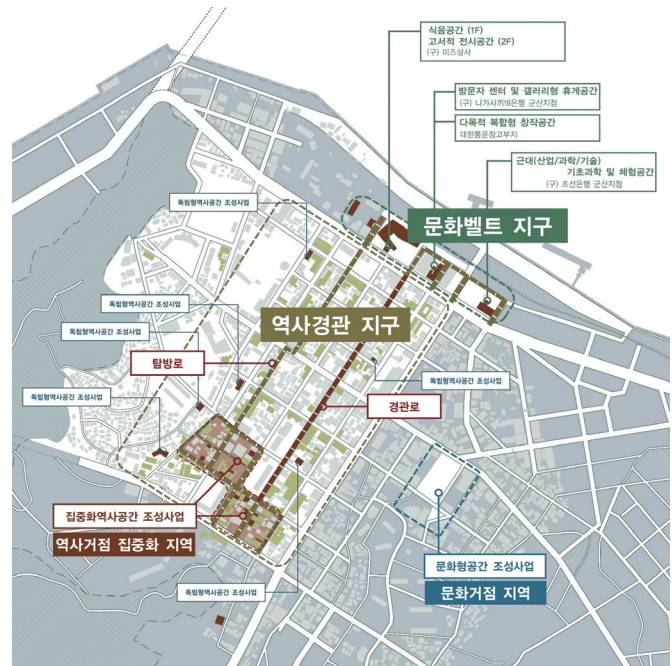 식음공간 (1F)
고서적 전시공간 (2F)
(구) 미즈상사
방문자 센터 및 갤러리형 휴게공간
(구) 나가사끼18은행 군산지점
다목적 복합형 창작공간
대한통운창고부지
근대(산업/과학/기술)
기초과학 및 체험공간
(구) 조선은행 군산지점
독립형역사공간 조성사업
문화벨트 지구
독립형역사공간 조성사업
역사경관 지구
독립형역사공간 조성사업
탐방로
독립형역사공간 조성사업
경관로
독립형역사공간 조성사업
집중화역사공간 조성사업
역사거점 집중화 지역
문화형공간 조성사업
문화거점 지역
독립형역사공간 조성사업